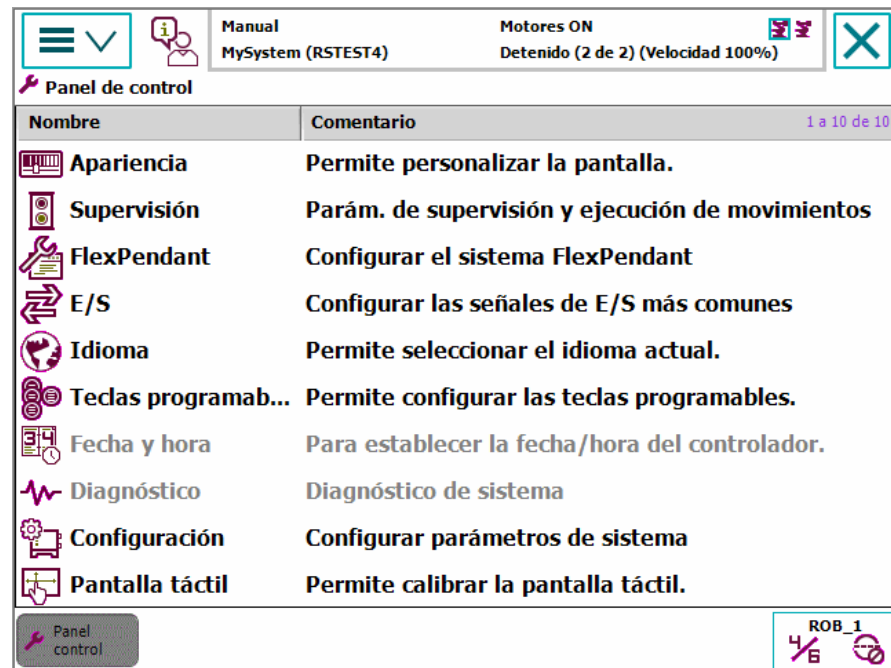 Manual
MySystem (RSTEST4)
Motores ON
Detenido (2 de 2) (Velocidad 100%)
Panel de control
Nombre Comentario 1 a 10 de 10
Apariencia Permite personalizar la pantalla.
Supervisión Parám. de supervisión y ejecución de movimientos
FlexPendant Configurar el sistema FlexPendant
E/S Configurar las señales de E/S más comunes
Idioma Permite seleccionar el idioma actual.
Teclas programab... Permite configurar las teclas programables.
Fecha y hora Para establecer la fecha/hora del controlador.
Diagnóstico Diagnóstico de sistema
Configuración Configurar parámetros de sistema
Pantalla táctil Permite calibrar la pantalla táctil.
Panel
control
ROB_1
4/6